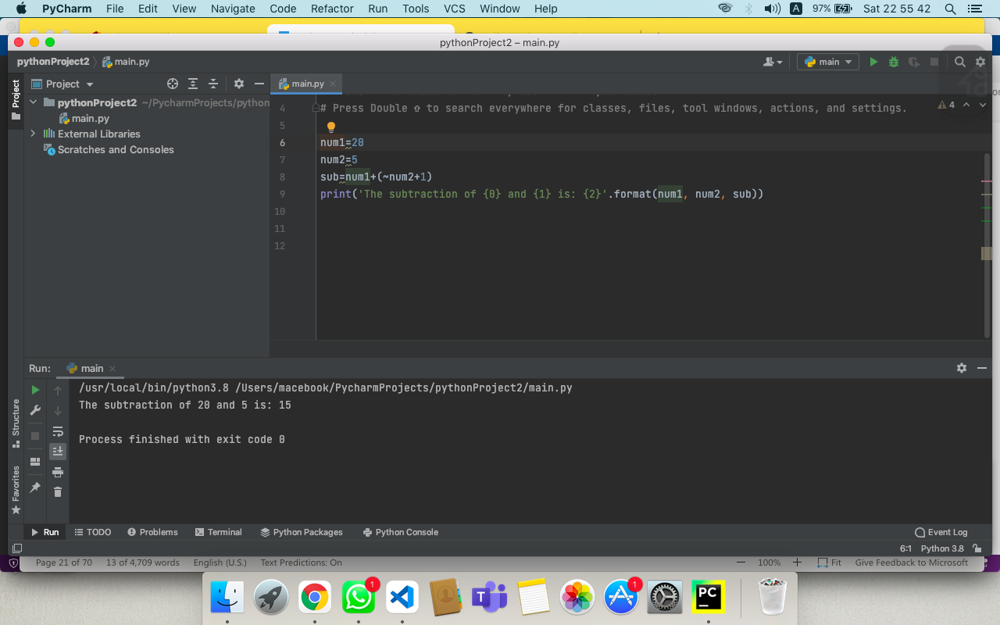 PyCharm File Edit View Navigate Code Refactor Run Tools VCS Window Help A 97% Sat 22 55 42
pythonProject2 – main.py
pythonProject2 main.py main
Project Project main.py
pythonProject2 ~/PycharmProjects/python
main.py
External Libraries
Scratches and Consoles
4 # Press Double ⇧ to search everywhere for classes, files, tool windows, actions, and settings. 4
5
6 num1=20
7 num2=5
8 sub=num1+(~num2+1)
9 print('The subtraction of {0} and {1} is: {2}'.format(num1, num2, sub))
10
11
12
Run: main
/usr/local/bin/python3.8 /Users/macebook/PycharmProjects/pythonProject2/main.py
The subtraction of 20 and 5 is: 15
Process finished with exit code 0
Structure
Favorites
Run TODO Problems Terminal Python Packages Python Console Event Log
6:1 Python 3.8
Page 21 of 70 13 of 4,709 words English (U.S.) Text Predictions: On 100% Fit Give Feedback to Microsoft
1 T 1 PC